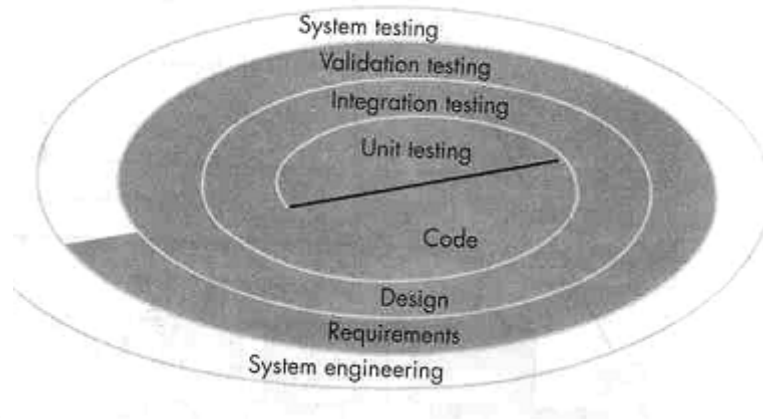 System testing
Validation testing
Integration testing
Unit testing
Code
Design
Requirements
System engineering